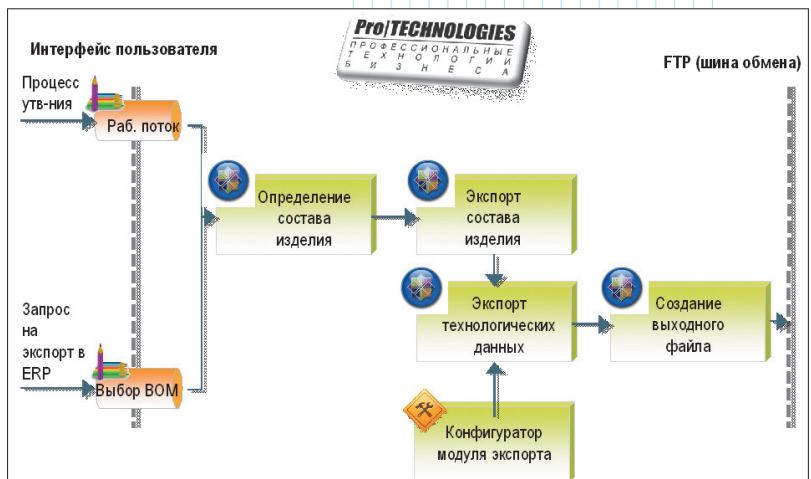 Pro/TECHNOLOGIES
ПРОФЕССИОНАЛЬНЫЕ
ТЕХНОЛОГИИ
БИЗНЕСА
Интерфейс пользователя
FTP (шина обмена)
Процесс
утв-ния
Раб. поток
Определение
состава
изделия
Экспорт
состава
изделия
Запрос
на
экспорт в
ERP
Выбор BOM
Экспорт
технологических
данных
Создание
выходного
файла
Конфигуратор
модуля экспорта